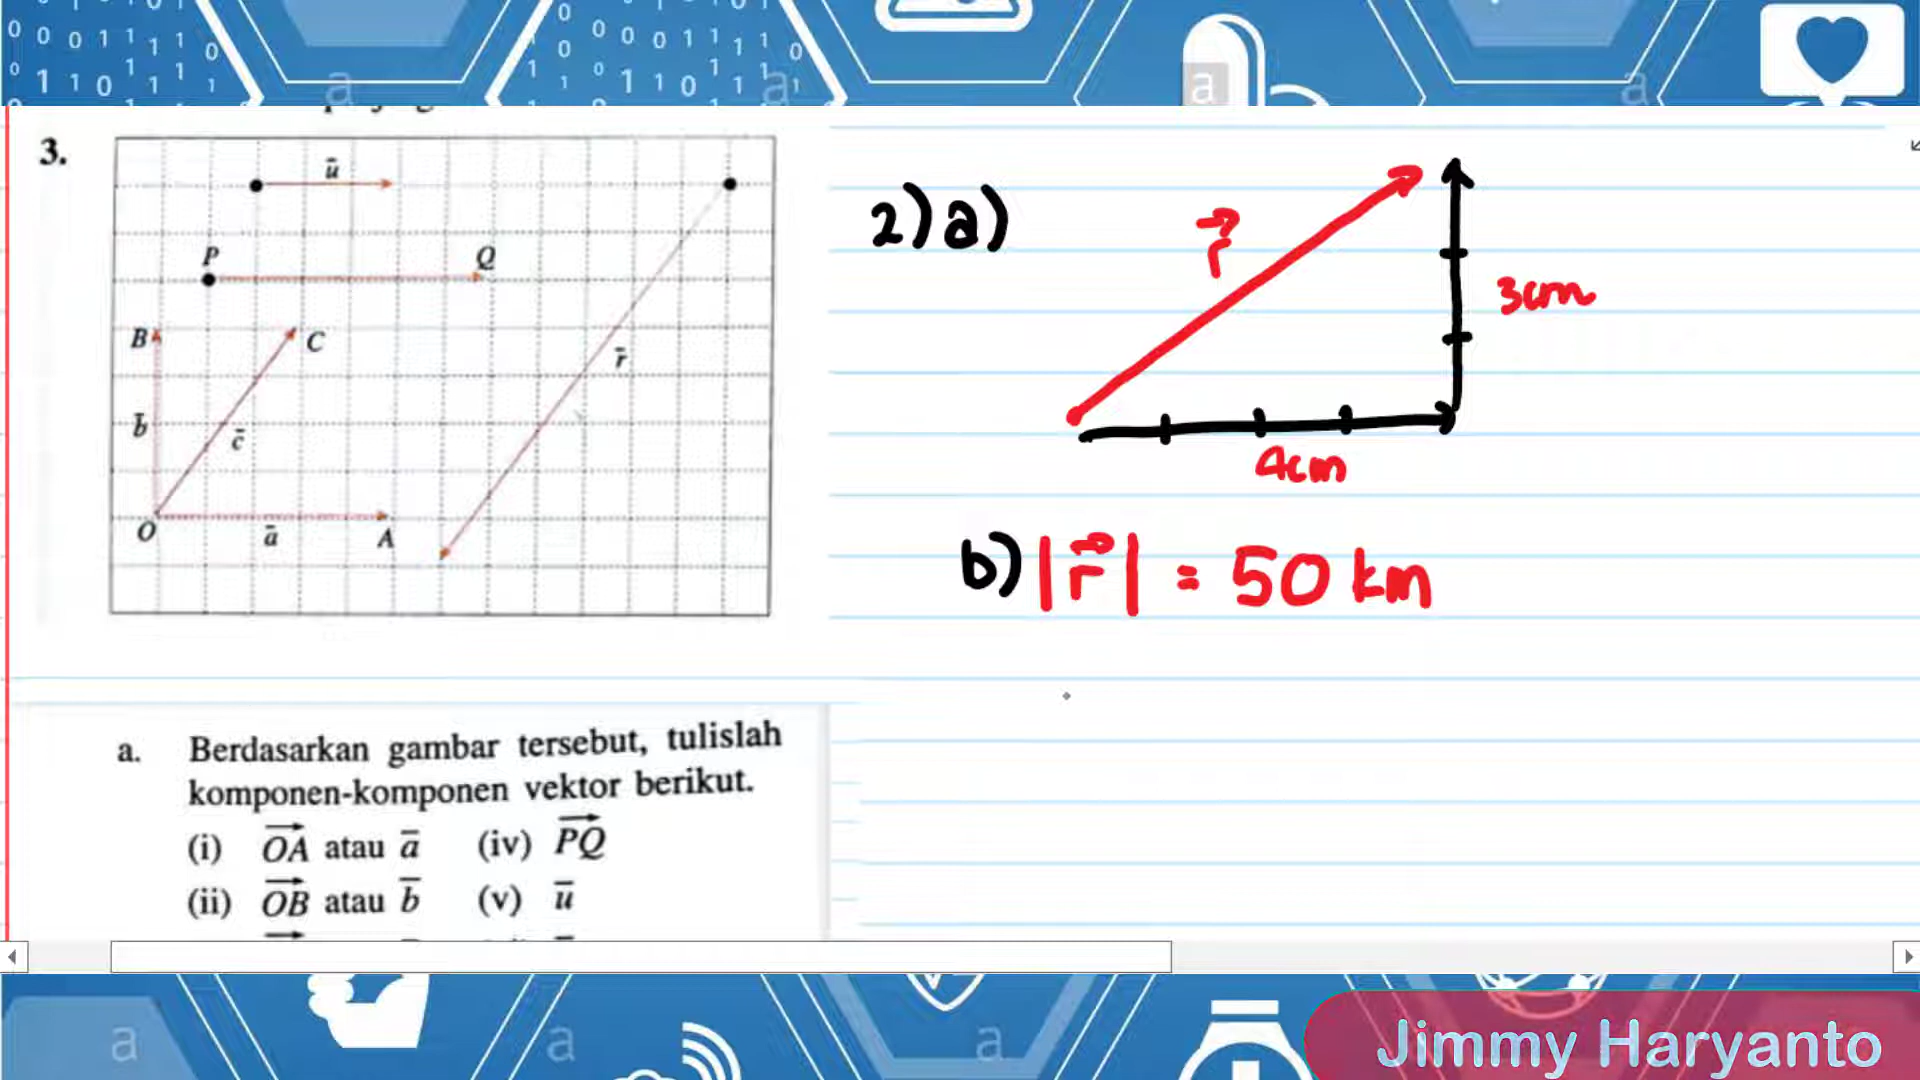 3.
ū
P
Q
B
C
r̄
b̄
c̄
O
ā
A
2) a)
r⃗
3cm
4cm
b) |r⃗| = 50 km
a. Berdasarkan gambar tersebut, tulislah
komponen-komponen vektor berikut.
(i) OA atau ā (iv) PQ
(ii) OB atau b̄ (v) ū
Jimmy Haryanto